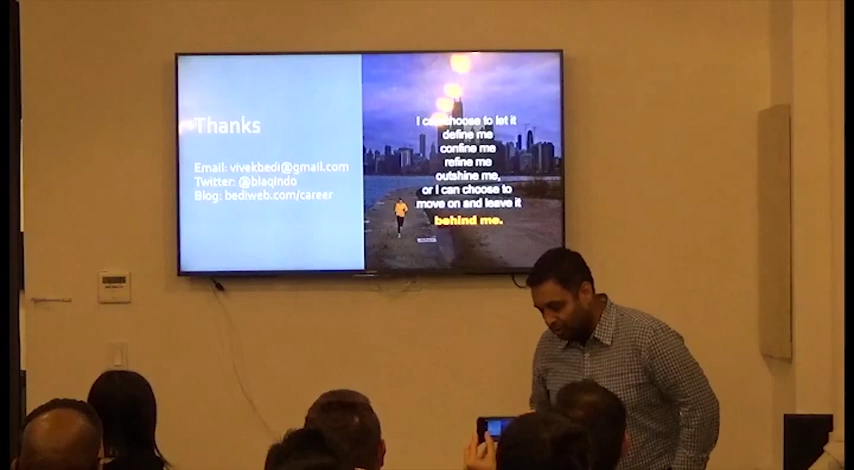 Thanks
Email: vivekbedi@gmail.com
Twitter: @blaqindo
Blog: bediweb.com/career
I can choose to let it
define me
confine me
refine me
outshine me,
or I can choose to
move on and leave it
behind me.